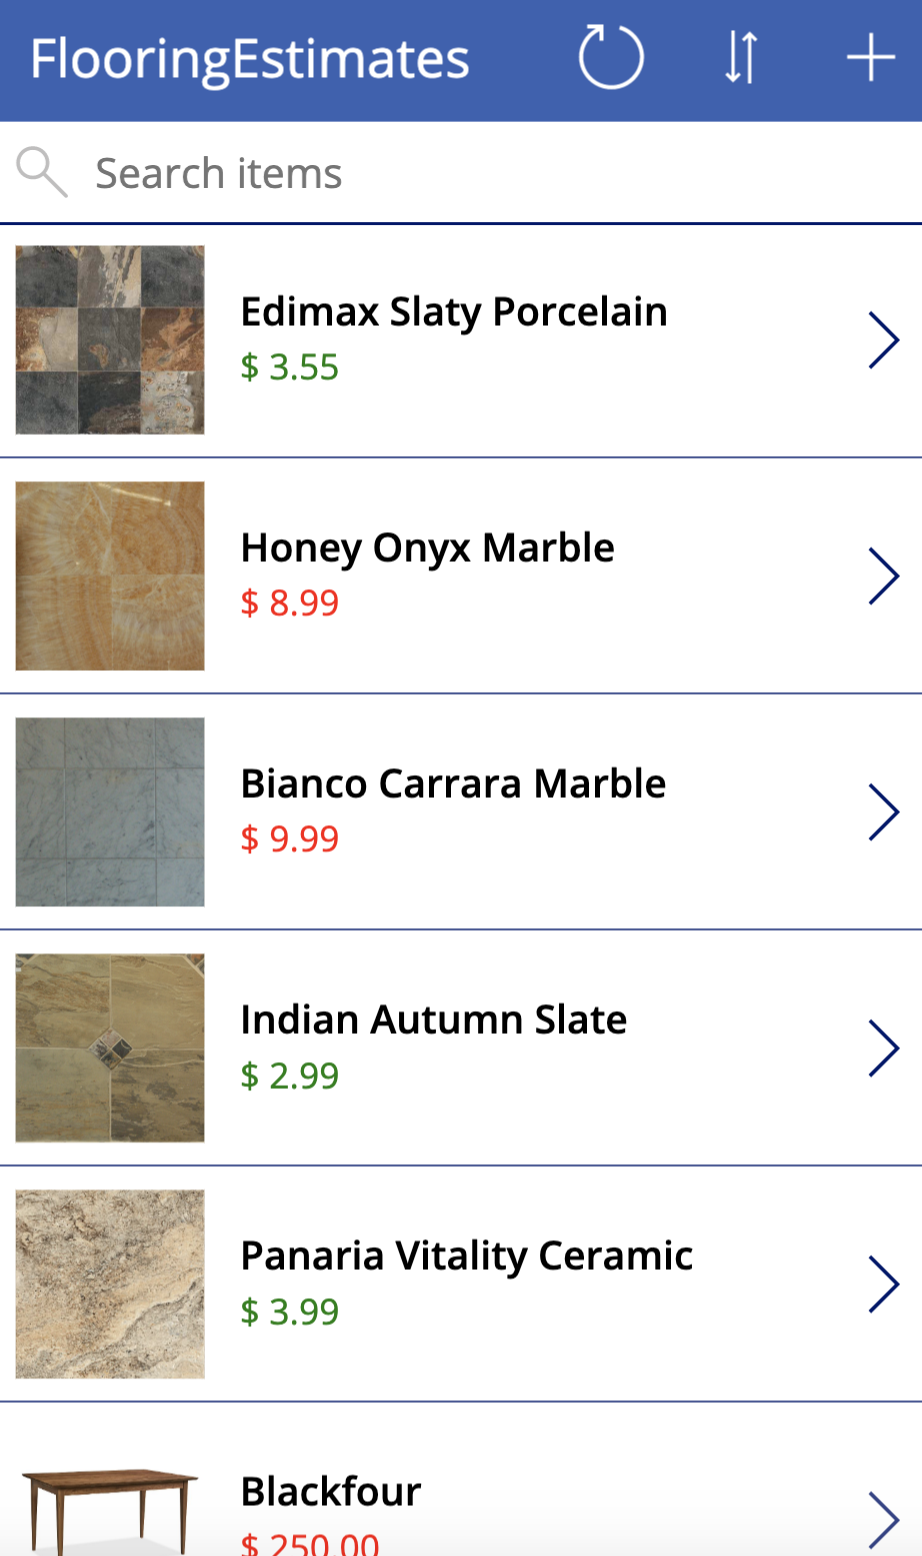 FlooringEstimates
Search items
Edimax Slaty Porcelain
$ 3.55
Honey Onyx Marble
$ 8.99
Bianco Carrara Marble
$ 9.99
Indian Autumn Slate
$ 2.99
Panaria Vitality Ceramic
$ 3.99
Blackfour
$ 250.00